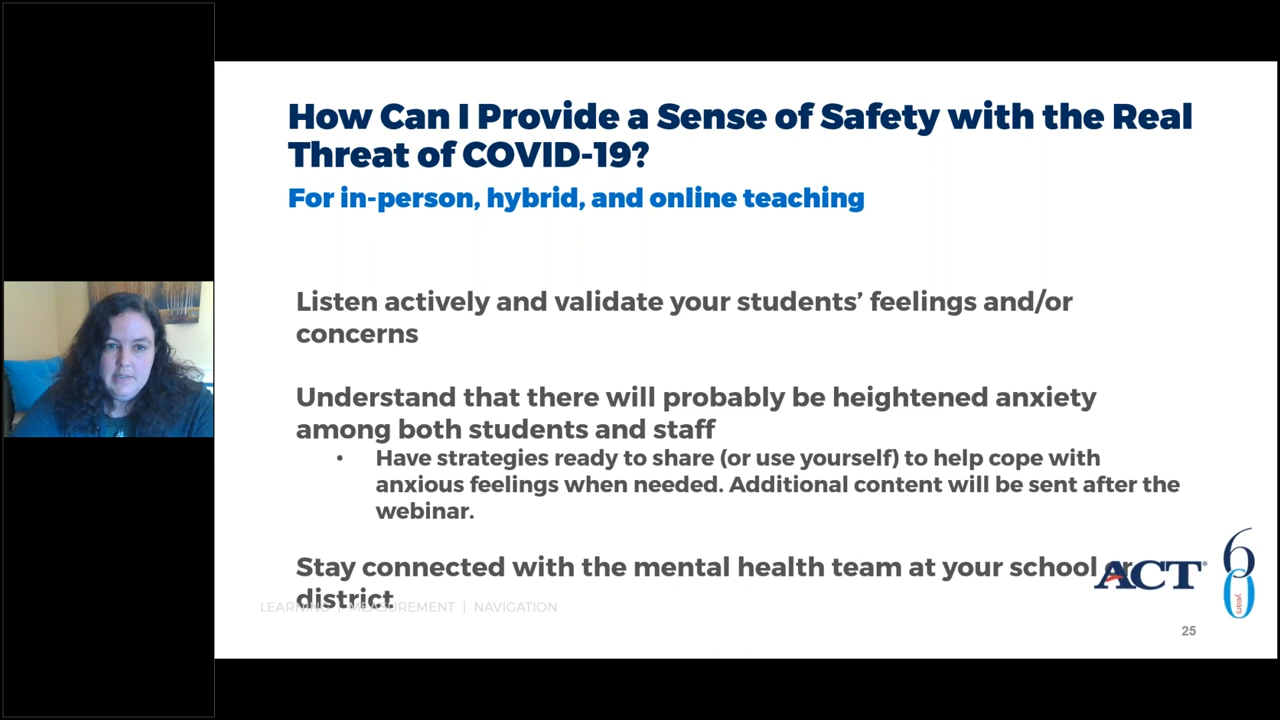 How Can I Provide a Sense of Safety with the Real
Threat of COVID-19?
For in-person, hybrid, and online teaching
Listen actively and validate your students’ feelings and/or
concerns
Understand that there will probably be heightened anxiety
among both students and staff
• Have strategies ready to share (or use yourself) to help cope with
anxious feelings when needed. Additional content will be sent after the
webinar.
Stay connected with the mental health team at your school or
district
LEARNING | MEASUREMENT | NAVIGATION
ACT®
60
years
25